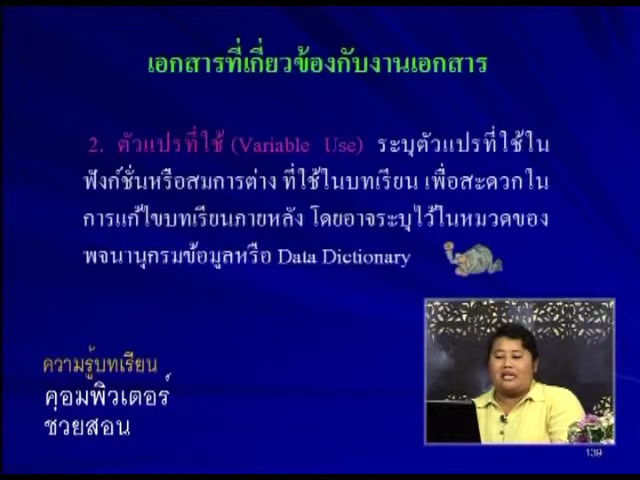 เอกสารที่เกี่ยวข้องกับงานเอกสาร
2. ตัวแปรที่ใช้ (Variable Use) ระบุตัวแปรที่ใช้ใน
ฟังก์ชั่นหรือสมการต่าง ที่ใช้ในบทเรียน เพื่อสะดวกใน
การแก้ไขบทเรียนภายหลัง โดยอาจระบุไว้ในหมวดของ
พจนานุกรมข้อมูลหรือ Data Dictionary
ความรู้บทเรียน
คอมพิวเตอร์
ช่วยสอน
139